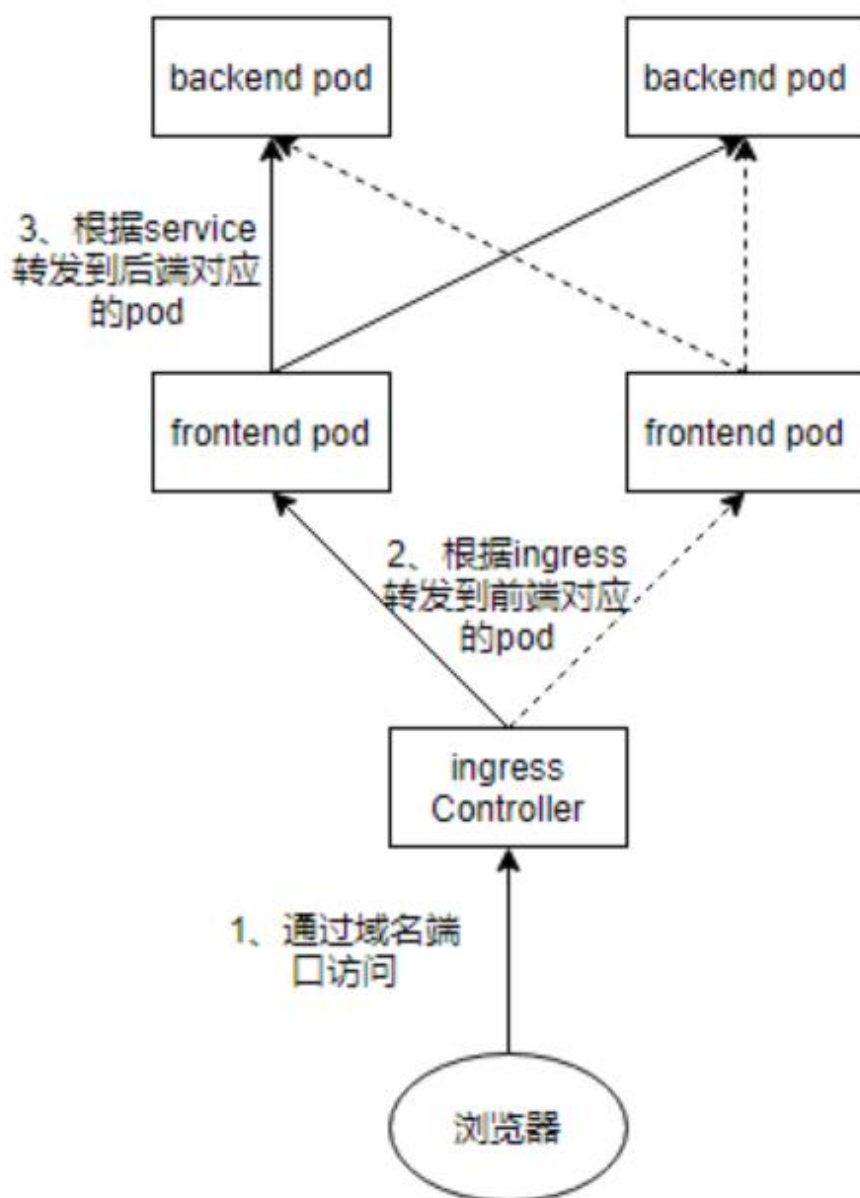 backend pod
backend pod
3、根据service
转发到后端对应
的pod
frontend pod
frontend pod
2、根据ingress
转发到前端对应
的pod
ingress
Controller
1、通过域名端
口访问
浏览器